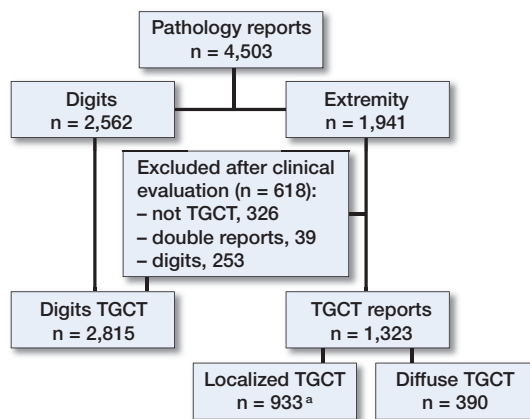 Pathology reports
n = 4,503
Digits
n = 2,562
Extremity
n = 1,941
Excluded after clinical
evaluation (n = 618):
– not TGCT, 326
– double reports, 39
– digits, 253
Digits TGCT
n = 2,815
TGCT reports
n = 1,323
Localized TGCT
n = 933 a
Diffuse TGCT
n = 390